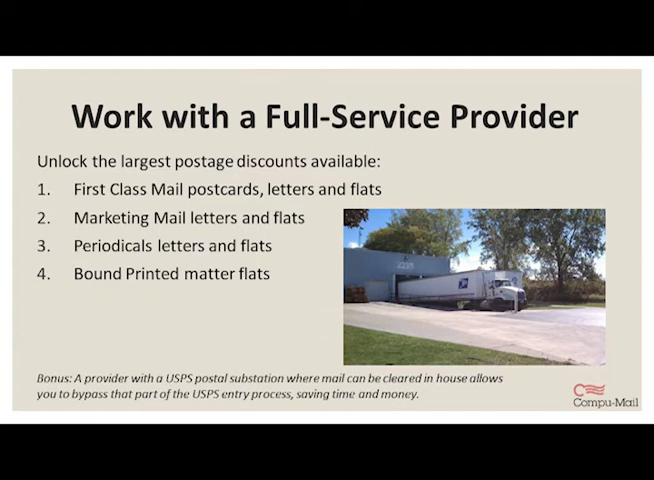 Work with a Full-Service Provider
Unlock the largest postage discounts available:
1. First Class Mail postcards, letters and flats
2. Marketing Mail letters and flats
3. Periodicals letters and flats
4. Bound Printed matter flats
Bonus: A provider with a USPS postal substation where mail can be cleared in house allows
you to bypass that part of the USPS entry process, saving time and money.
Compu-Mail